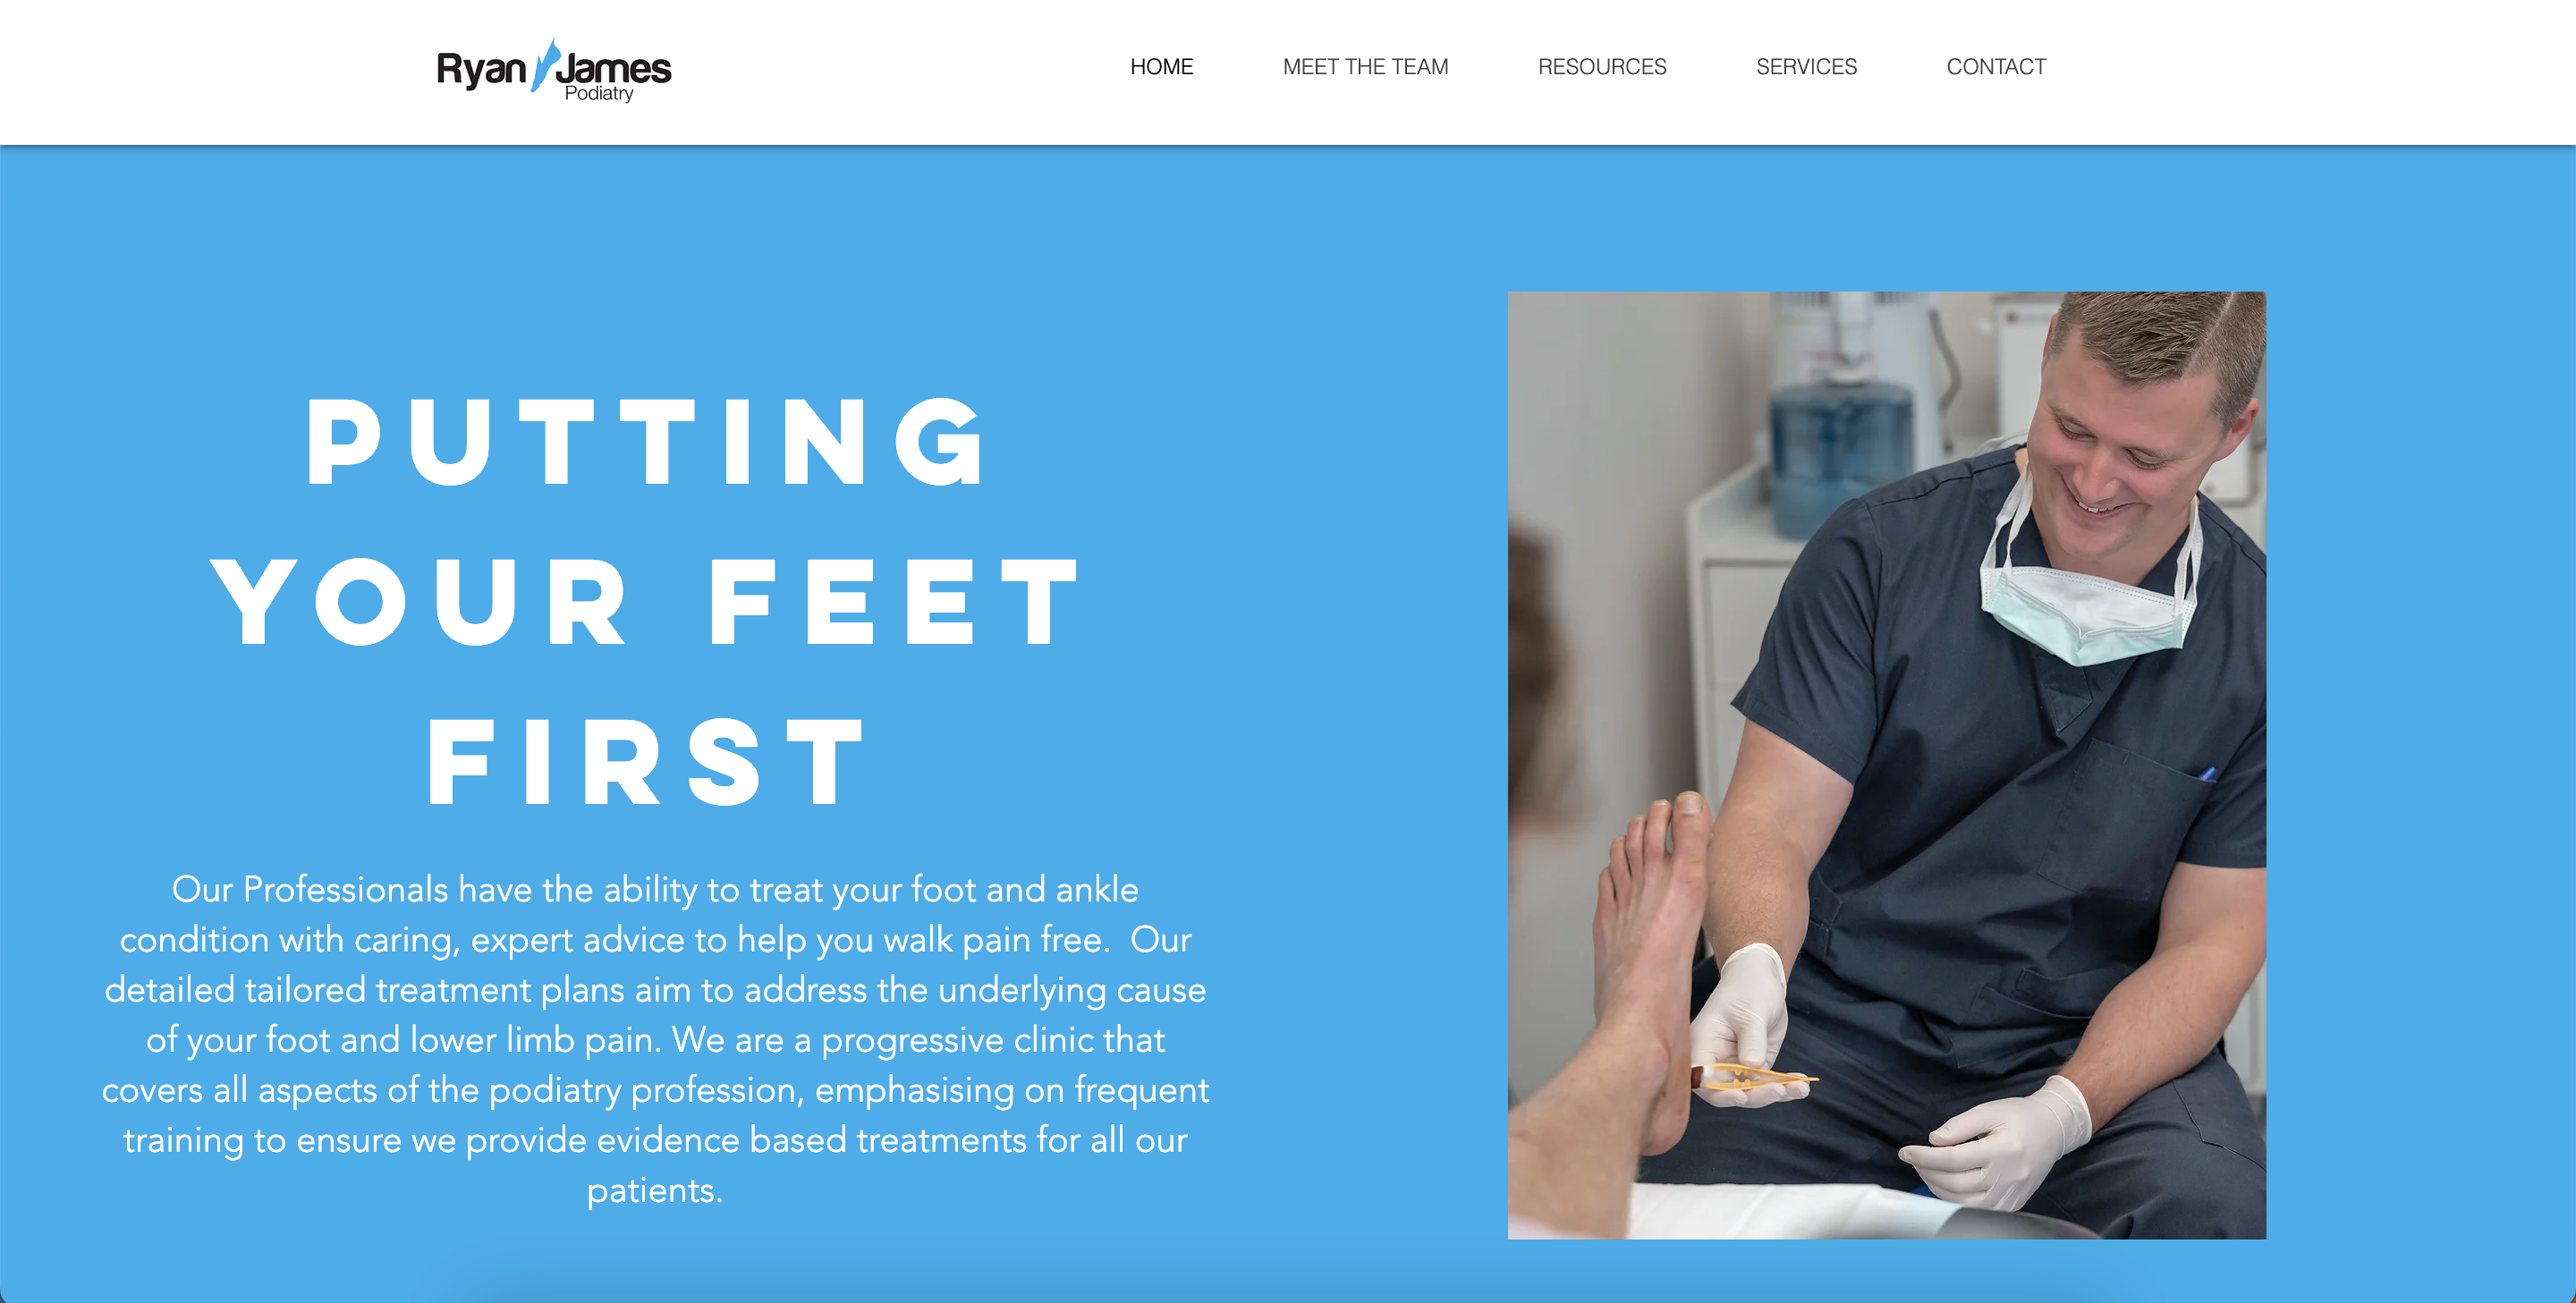 Ryan James
Podiatry
HOME
MEET THE TEAM
RESOURCES
SERVICES
CONTACT
PUTTING
YOUR FEET
FIRST
Our Professionals have the ability to treat your foot and ankle
condition with caring, expert advice to help you walk pain free.  Our
detailed tailored treatment plans aim to address the underlying cause
of your foot and lower limb pain. We are a progressive clinic that
covers all aspects of the podiatry profession, emphasising on frequent
training to ensure we provide evidence based treatments for all our
patients.